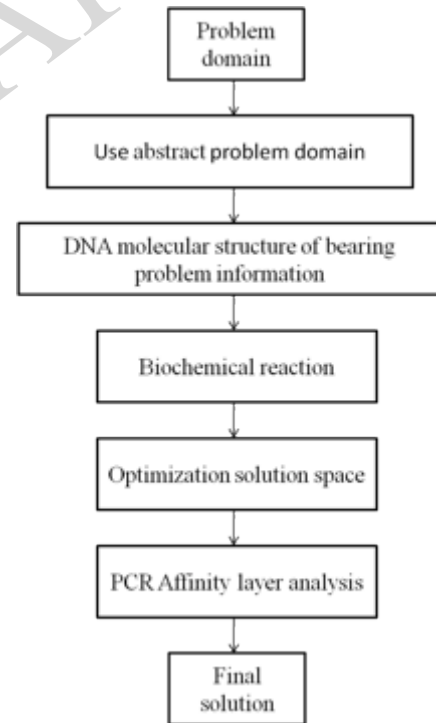 Problem
domain
Use abstract problem domain
DNA molecular structure of bearing
problem information
Biochemical reaction
Optimization solution space
PCR Affinity layer analysis
Final
solution